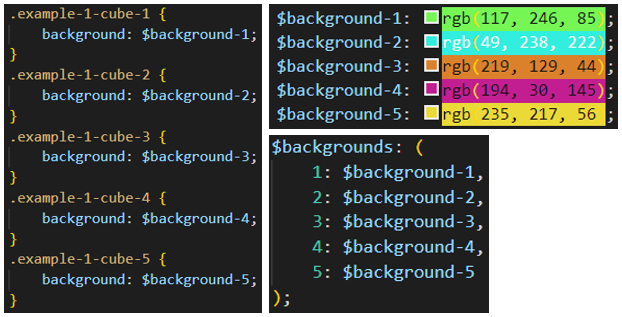 .example-1-cube-1 {
background: $background-1;
}
.example-1-cube-2 {
background: $background-2;
}
.example-1-cube-3 {
background: $background-3;
}
.example-1-cube-4 {
background: $background-4;
}
.example-1-cube-5 {
background: $background-5;
}
$background-1: rgb(117, 246, 85);
$background-2: rgb(49, 238, 222);
$background-3: rgb(219, 129, 44);
$background-4: rgb(194, 30, 145);
$background-5: rgb(235, 217, 56);
$backgrounds: (
1: $background-1,
2: $background-2,
3: $background-3,
4: $background-4,
5: $background-5
);